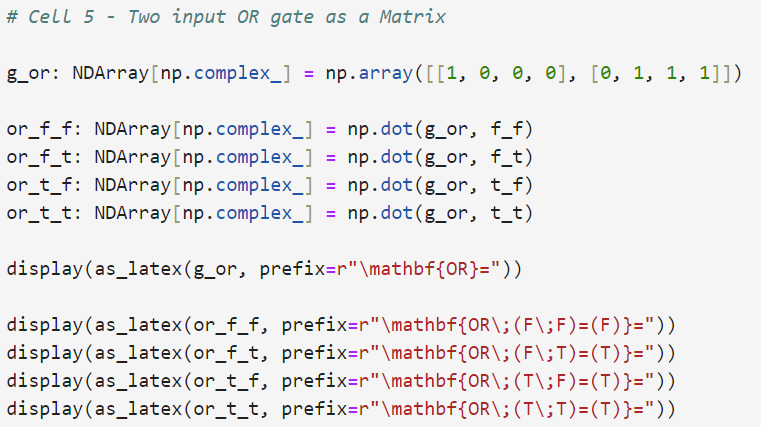 # Cell 5 - Two input OR gate as a Matrix
g_or: NDArray[np.complex_] = np.array([[1, 0, 0, 0], [0, 1, 1, 1]])
or_f_f: NDArray[np.complex_] = np.dot(g_or, f_f)
or_f_t: NDArray[np.complex_] = np.dot(g_or, f_t)
or_t_f: NDArray[np.complex_] = np.dot(g_or, t_f)
or_t_t: NDArray[np.complex_] = np.dot(g_or, t_t)
display(as_latex(g_or, prefix=r"\mathbf{OR}="))
display(as_latex(or_f_f, prefix=r"\mathbf{OR\;(F\;F)=(F)}="))
display(as_latex(or_f_t, prefix=r"\mathbf{OR\;(F\;T)=(T)}="))
display(as_latex(or_t_f, prefix=r"\mathbf{OR\;(T\;F)=(T)}="))
display(as_latex(or_t_t, prefix=r"\mathbf{OR\;(T\;T)=(T)}="))